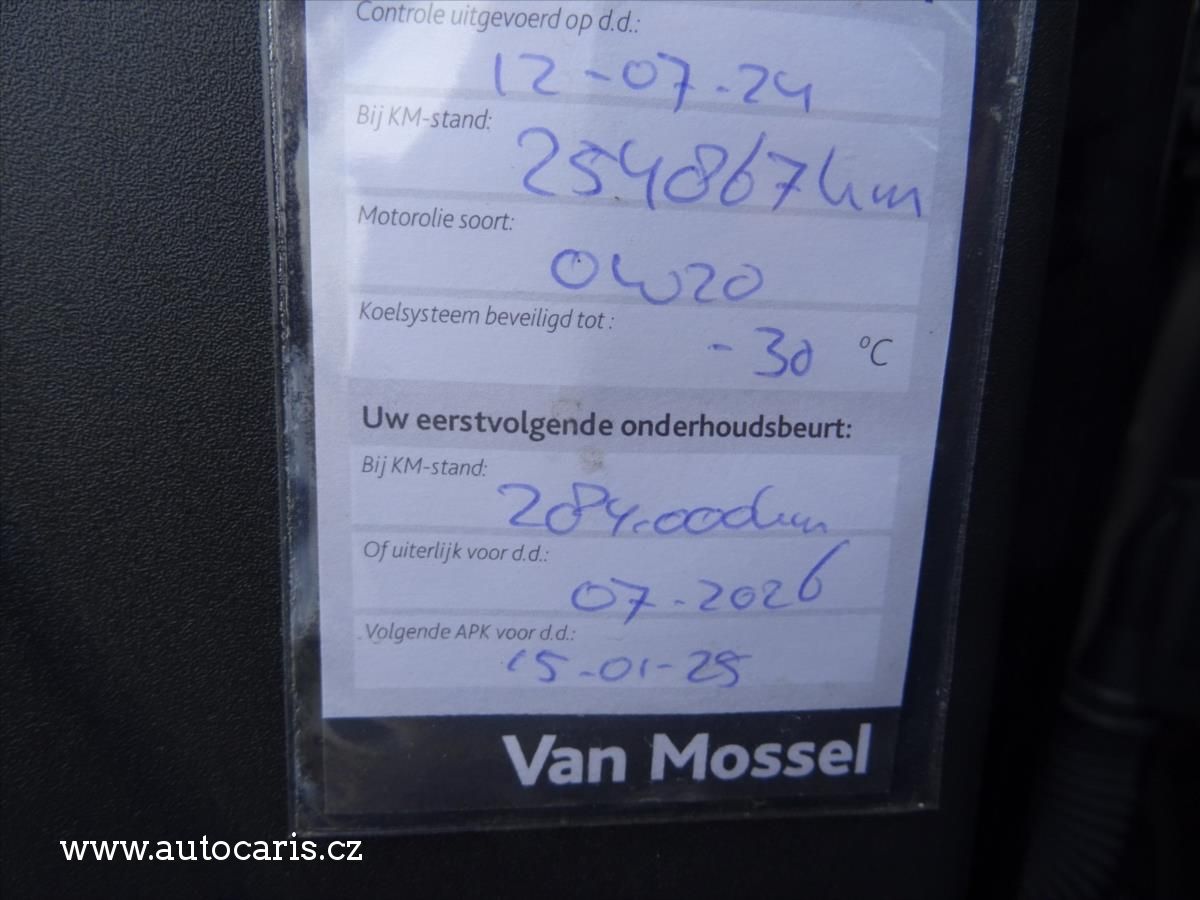 Controle uitgevoerd op d.d.:
12-07-24
Bij KM-stand:
254867km
Motorolie soort:
0W20
Koelsysteem beveiligd tot :
-30 °C
Uw eerstvolgende onderhoudsbeurt:
Bij KM-stand:
284.000km
Of uiterlijk voor d.d.:
07-2026
Volgende APK voor d.d.:
15-01-25
Van Mossel
www.autocaris.cz